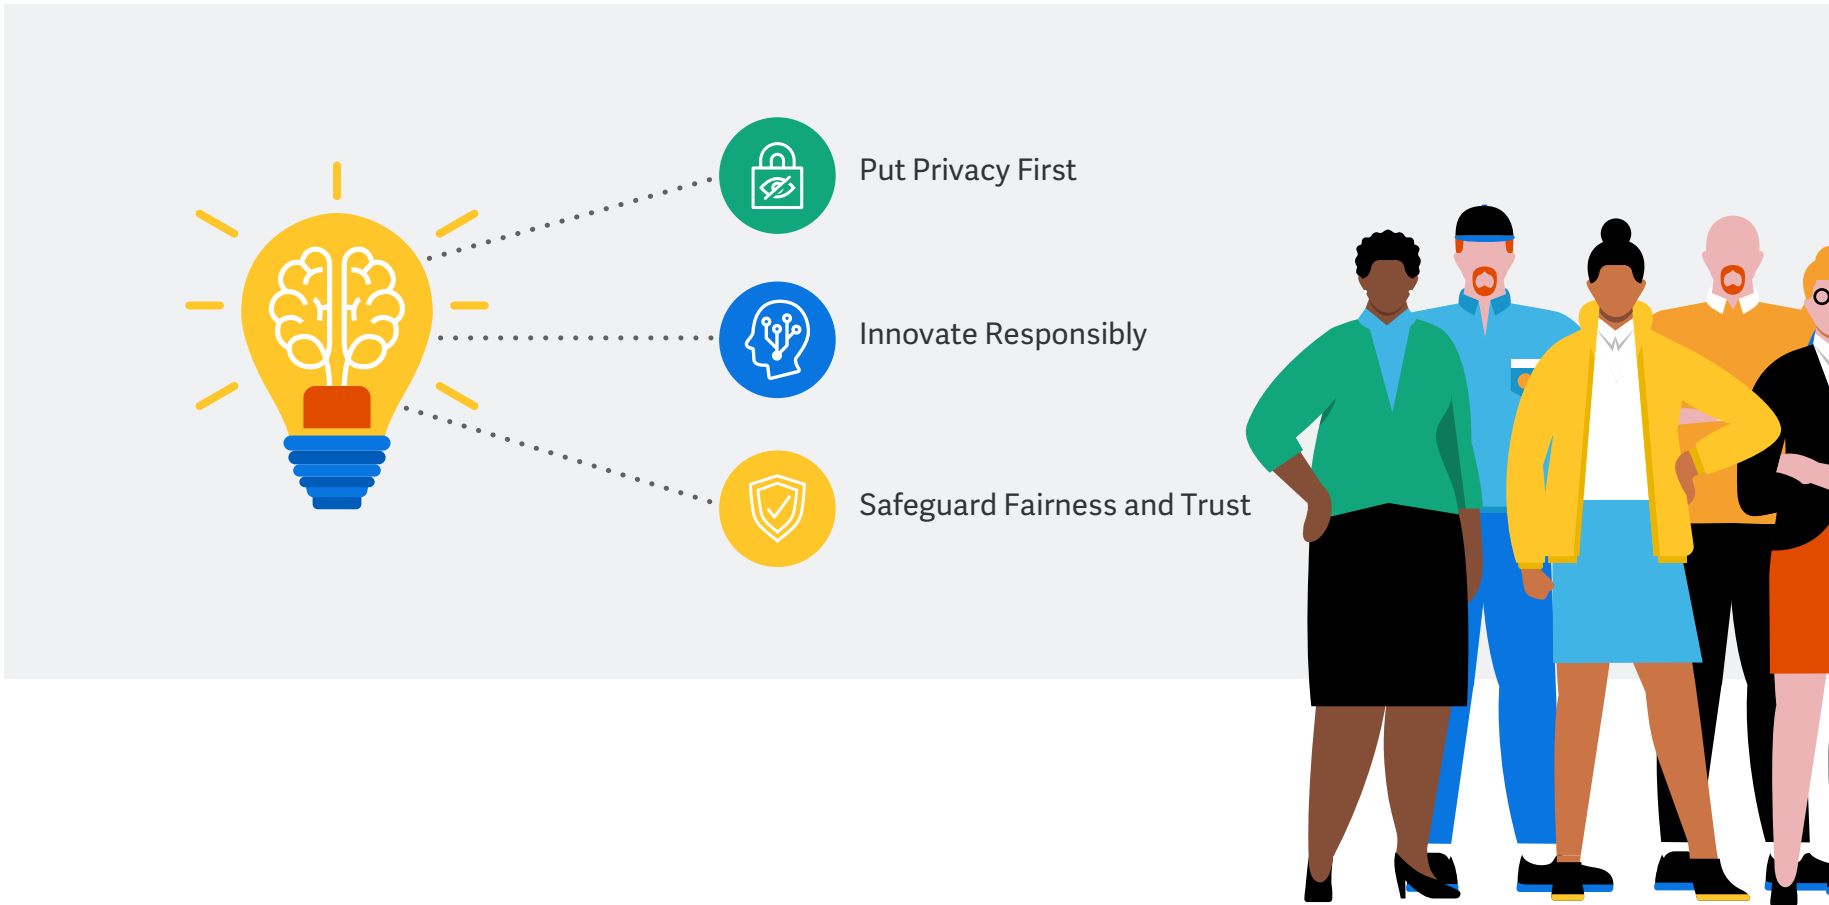 Put Privacy First
Innovate Responsibly
Safeguard Fairness and Trust